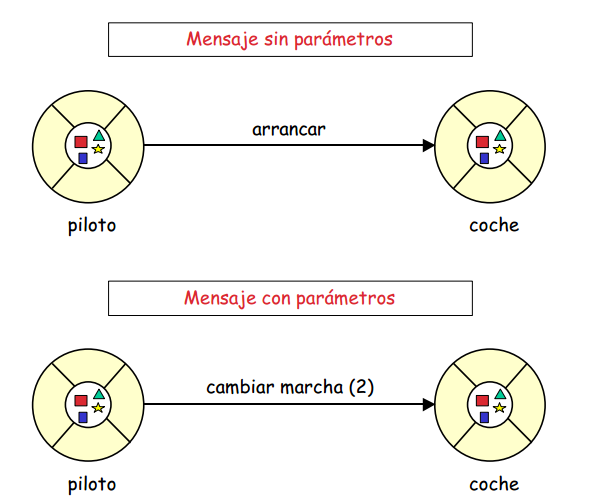 Mensaje sin parámetros
arrancar
piloto
coche
Mensaje con parámetros
cambiar marcha (2)
piloto
coche